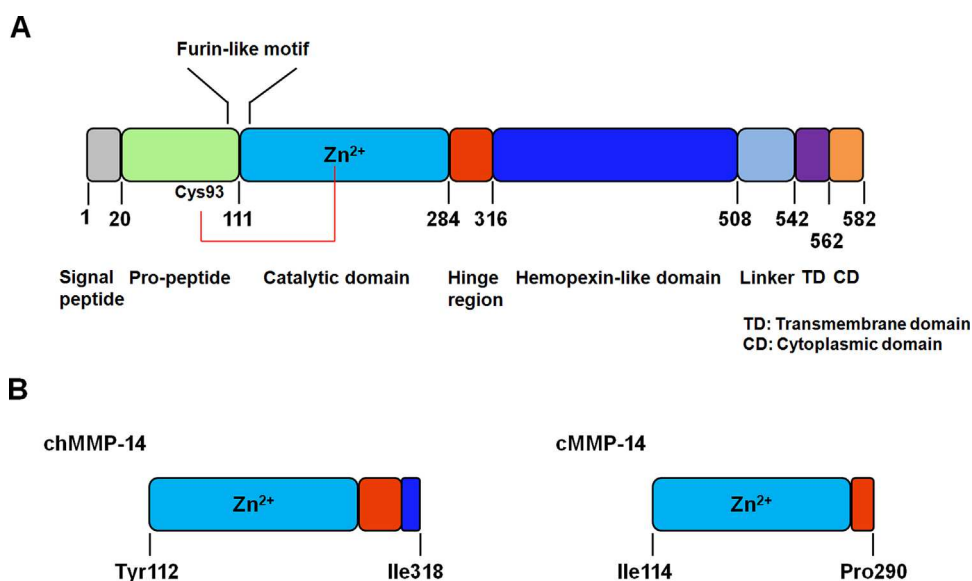 A
Furin-like motif
Zn²⁺
Cys93
1 20 111 284 316 508 542 582
562
Signal peptide
Pro-peptide
Catalytic domain
Hinge region
Hemopexin-like domain
Linker
TD
CD
TD: Transmembrane domain
CD: Cytoplasmic domain
B
chMMP-14
cMMP-14
Zn²⁺
Zn²⁺
Tyr112
Ile318
Ile114
Pro290